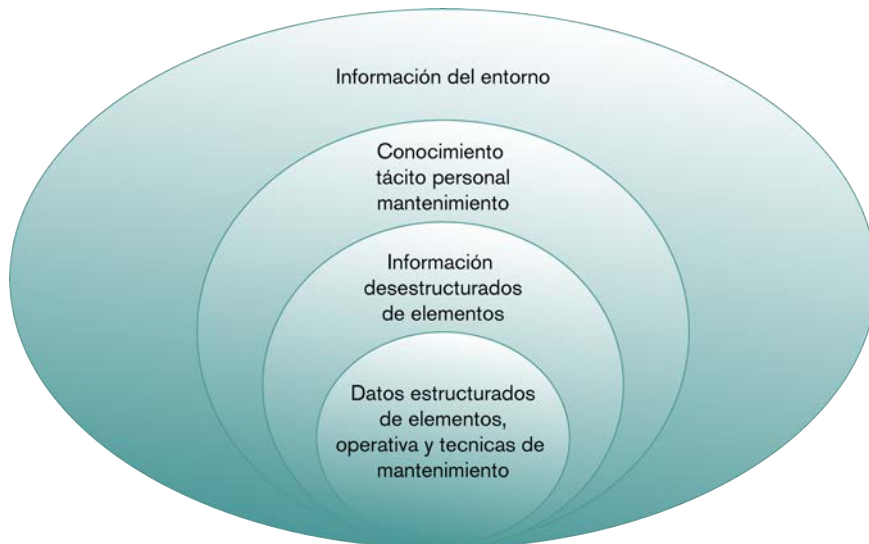 Información del entorno
Conocimiento
tácito personal
mantenimiento
Información
desestructurados
de elementos
Datos estructurados
de elementos,
operativa y tecnicas de
mantenimiento